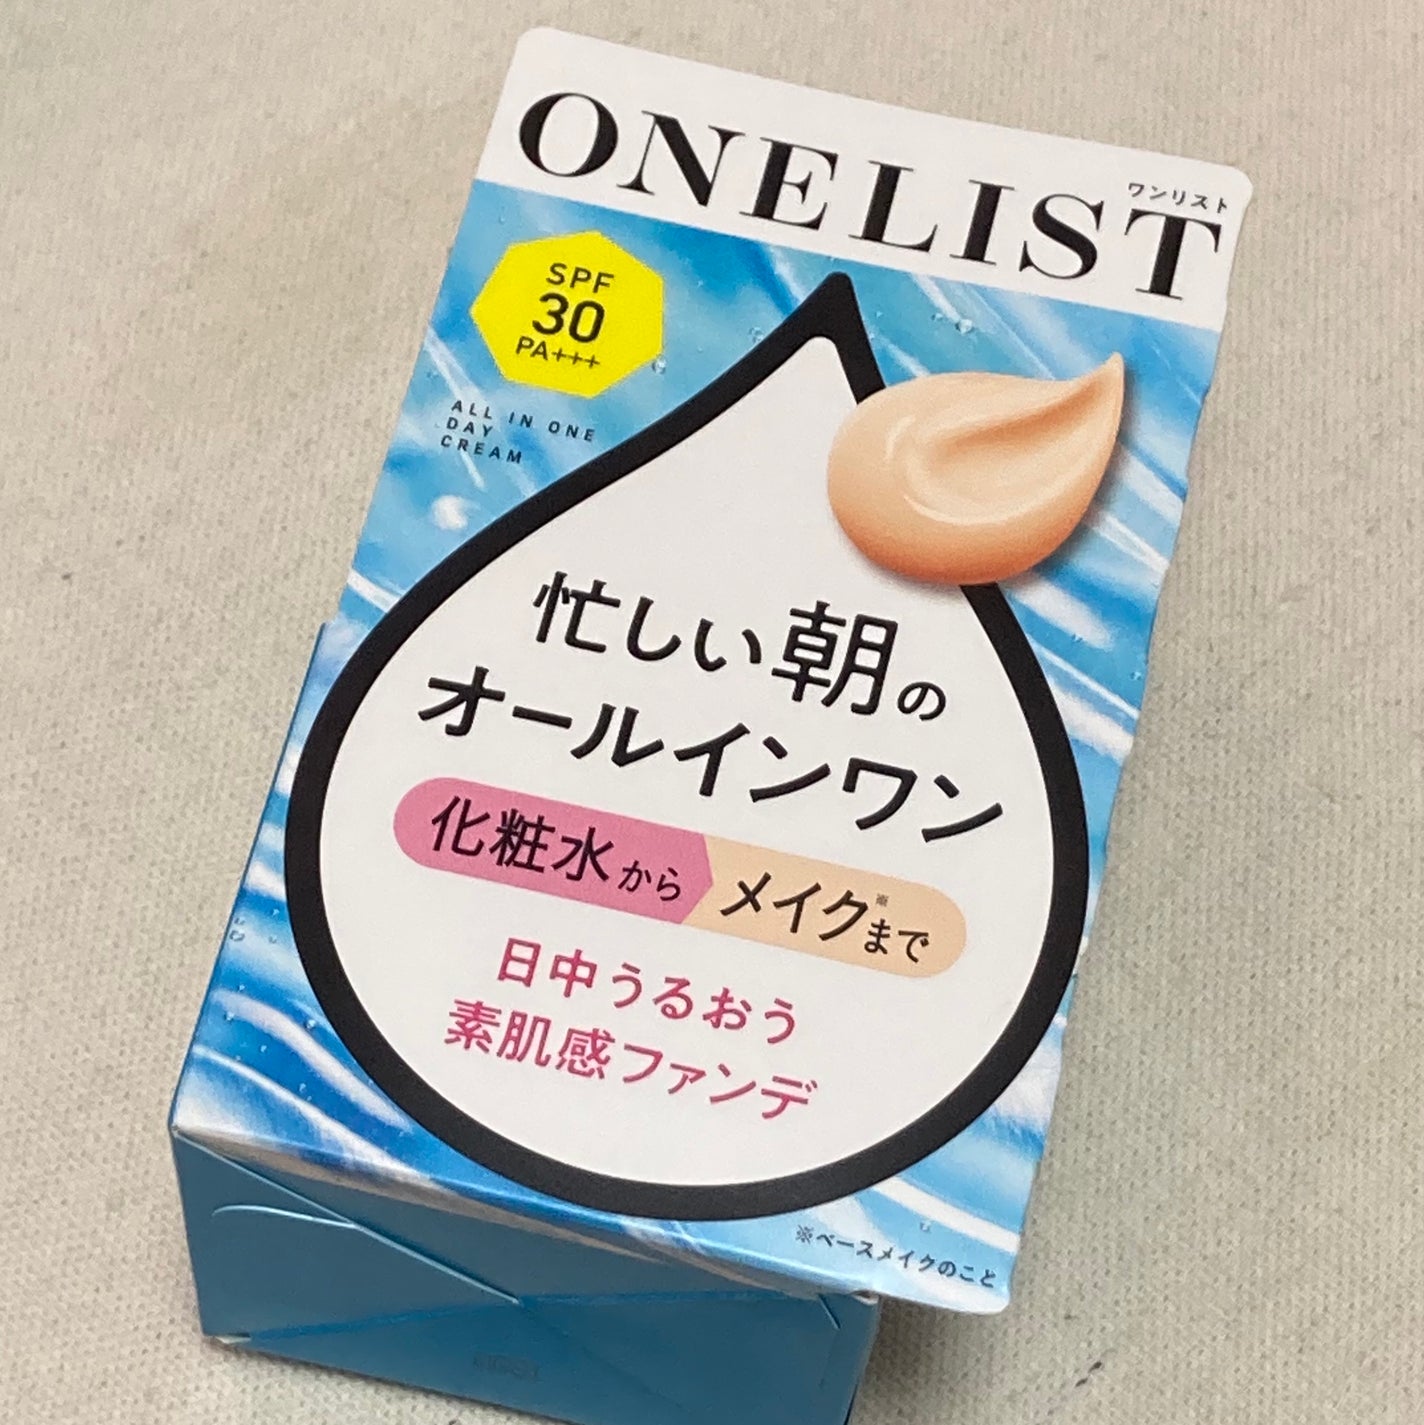 ONELIST
ワンリスト
SPF
30
PA+++
ALL IN ONE
DAY
CREAM
忙しい朝の
オールインワン
化粧水から メイク※まで
日中うるおう
素肌感ファンデ
※ベースメイクのこと